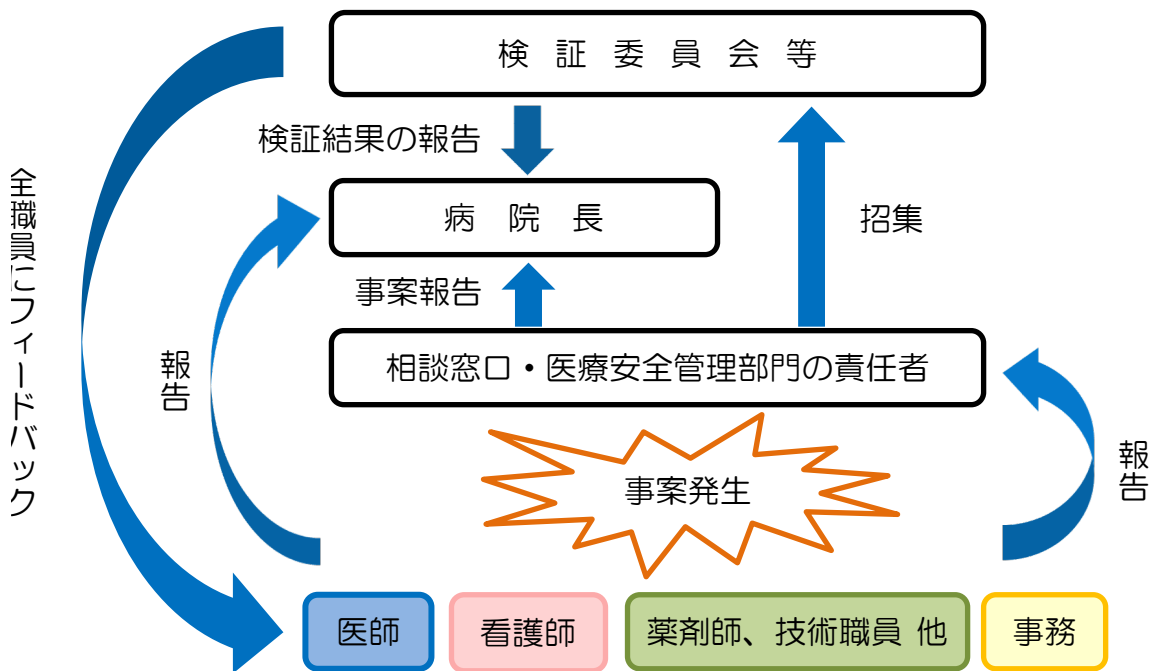 検証委員会等
検証結果の報告
病院長
招集
事案報告
相談窓口・医療安全管理部門の責任者
全職員にフィードバック
報告
報告
事案発生
医師
看護師
薬剤師、技術職員 他
事務